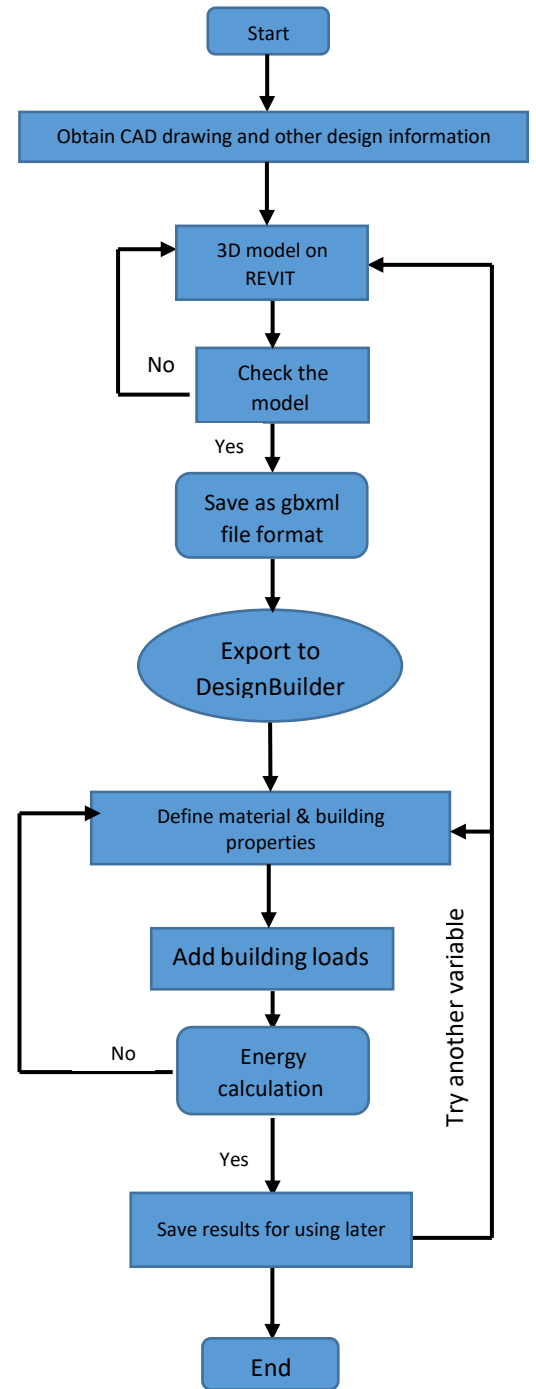 Start
Obtain CAD drawing and other design information
3D model on
REVIT
No
Check the
model
Yes
Save as gbxml
file format
Export to
DesignBuilder
Define material & building
properties
Try another variable
Add building loads
No
Energy
calculation
Yes
Save results for using later
End